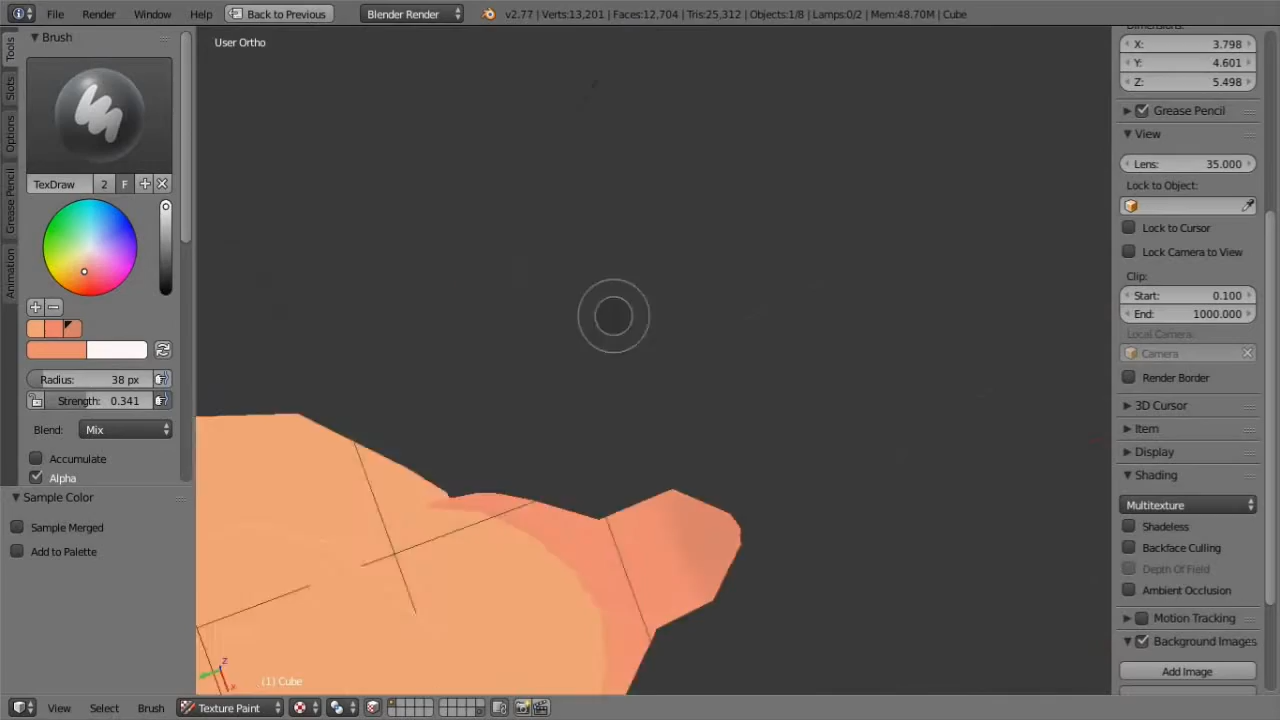 File Render Window Help Back to Previous Blender Render v2.77 | Verts:13,201 | Faces:12,704 | Tris:25,312 | Objects:1/8 | Lamps:0/2 | Mem:48.70M | Cube
Tools
Slots
Options
Grease Pencil
Animation
Brush
TexDraw 2 F
Radius: 38 px
Strength: 0.341
Blend: Mix
Accumulate
Alpha
Sample Color
Sample Merged
Add to Palette
User Ortho
z
x
(1) Cube
Dimensions:
X: 3.798
Y: 4.601
Z: 5.498
Grease Pencil
View
Lens: 35.000
Lock to Object:
Lock to Cursor
Lock Camera to View
Clip:
Start: 0.100
End: 1000.000
Local Camera:
Camera
Render Border
3D Cursor
Item
Display
Shading
Multitexture
Shadeless
Backface Culling
Depth Of Field
Ambient Occlusion
Motion Tracking
Background Images
Add Image
View Select Brush Texture Paint